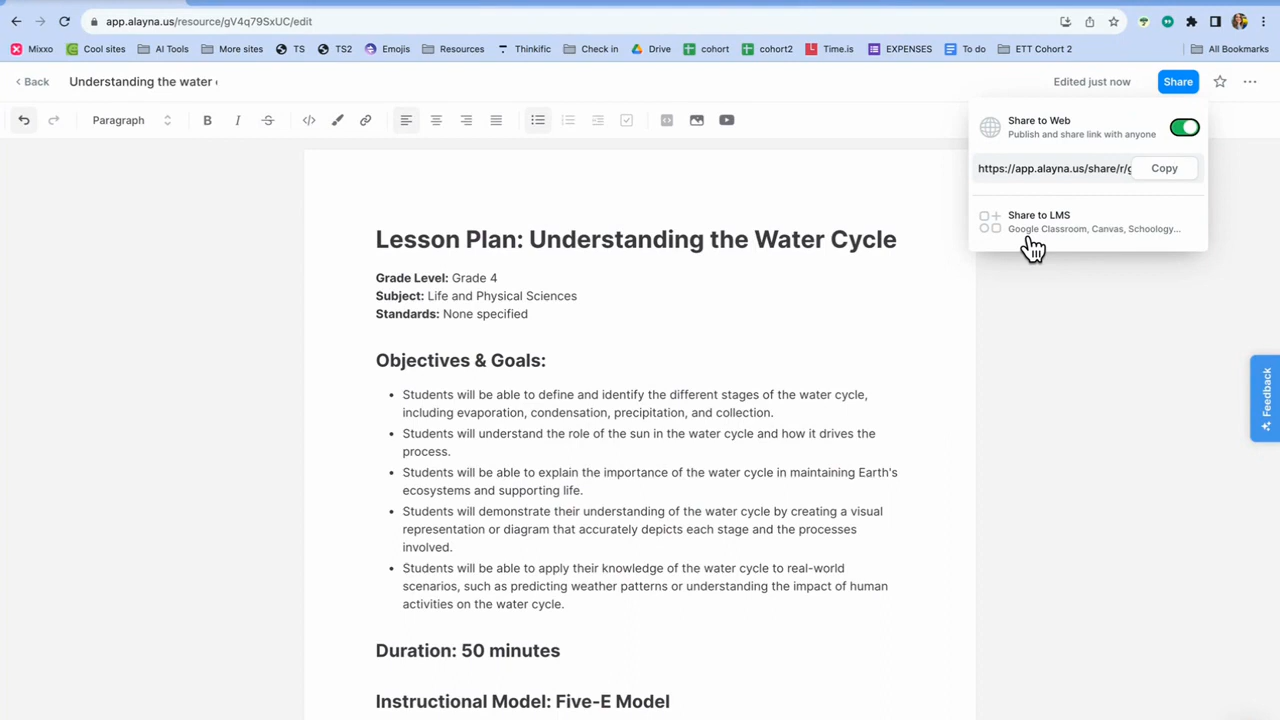 app.alayna.us/resource/gV4q79SxUC/edit
Mixxo Cool sites AI Tools More sites TS TS2 Emojis Resources Thinkific Check in Drive cohort cohort2 Time.is EXPENSES To do ETT Cohort 2 All Bookmarks
Back Understanding the water Edited just now Share
Paragraph B I S
Share to Web
Publish and share link with anyone
https://app.alayna.us/share/r/g Copy
Share to LMS
Google Classroom, Canvas, Schoology...
Lesson Plan: Understanding the Water Cycle
Grade Level: Grade 4
Subject: Life and Physical Sciences
Standards: None specified
Objectives & Goals:
• Students will be able to define and identify the different stages of the water cycle,
including evaporation, condensation, precipitation, and collection.
• Students will understand the role of the sun in the water cycle and how it drives the
process.
• Students will be able to explain the importance of the water cycle in maintaining Earth's
ecosystems and supporting life.
• Students will demonstrate their understanding of the water cycle by creating a visual
representation or diagram that accurately depicts each stage and the processes
involved.
• Students will be able to apply their knowledge of the water cycle to real-world
scenarios, such as predicting weather patterns or understanding the impact of human
activities on the water cycle.
Duration: 50 minutes
Instructional Model: Five-E Model
Feedback